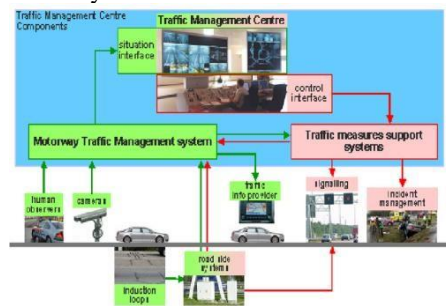 Traffic Management Centre
Components
Traffic Management Centre
situation
interface
control
interface
Motorway Traffic Management system
Traffic measures support
systems
human
observers
cameras
traffic
info provider
signalling
incident
management
induction
loops
road side
systems